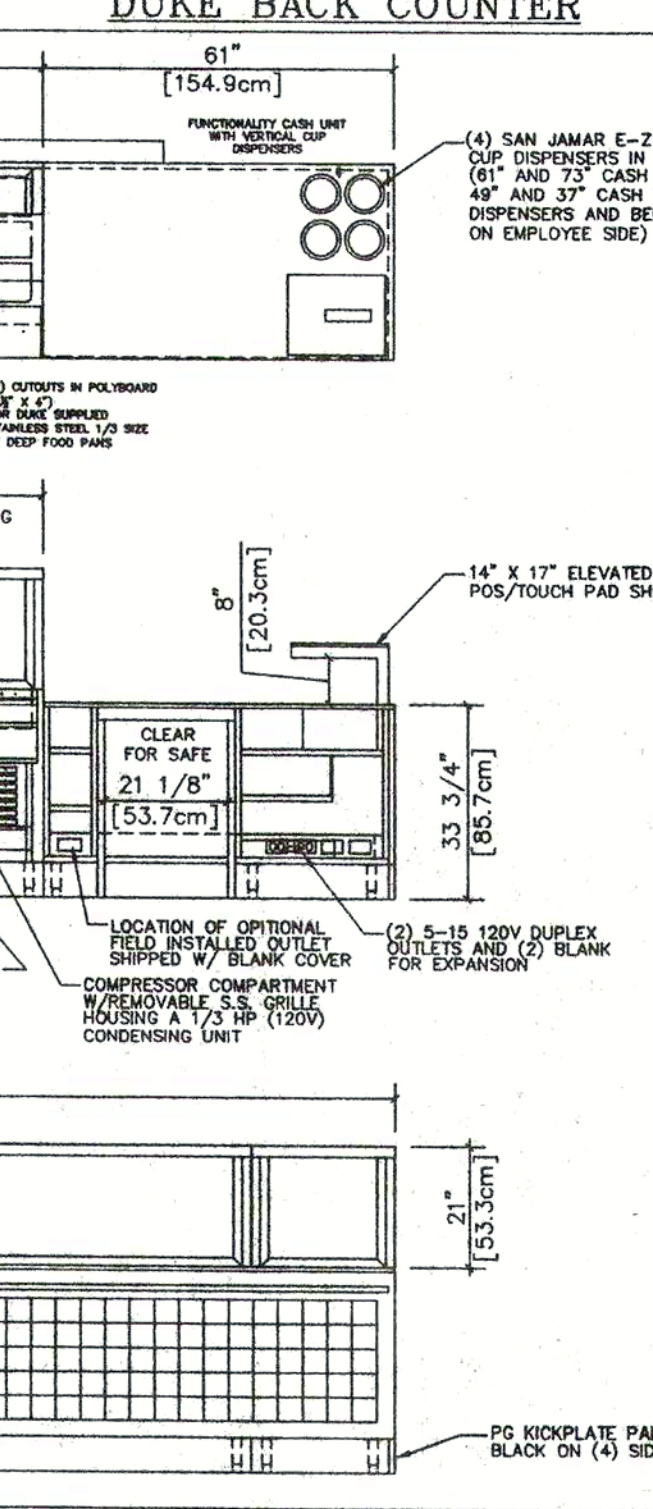 DUKE BACK COUNTER
61"
[154.9cm]
FUNCTIONALITY CASH UNIT
WITH VERTICAL CUP
DISPENSERS
(4) SAN JAMAR E-Z
CUP DISPENSERS IN
(61" AND 73" CASH
49" AND 37" CASH
DISPENSERS AND
ON EMPLOYEE SIDE)
) CUTOUTS IN POLYBOARD
X 4")
DUKE SUPPLIED
STEEL 1/3 SIZE
DEEP FOOD PANS
G
8"
[20.3cm]
14" X 17" ELEVATED
POS/TOUCH PAD SH
CLEAR
FOR SAFE
21 1/8"
[53.7cm]
33 3/4"
[85.7cm]
LOCATION OF OPITIONAL
FIELD INSTALLED OUTLET
SHIPPED W/ BLANK COVER
(2) 5-15 120V DUPLEX
OUTLETS AND (2) BLANK
FOR EXPANSION
COMPRESSOR COMPARTMENT
W/REMOVABLE S.S. GRILLE
HOUSING A 1/3 HP (120V)
CONDENSING UNIT
21"
[53.3cm]
PG KICKPLATE
BLACK ON (4)